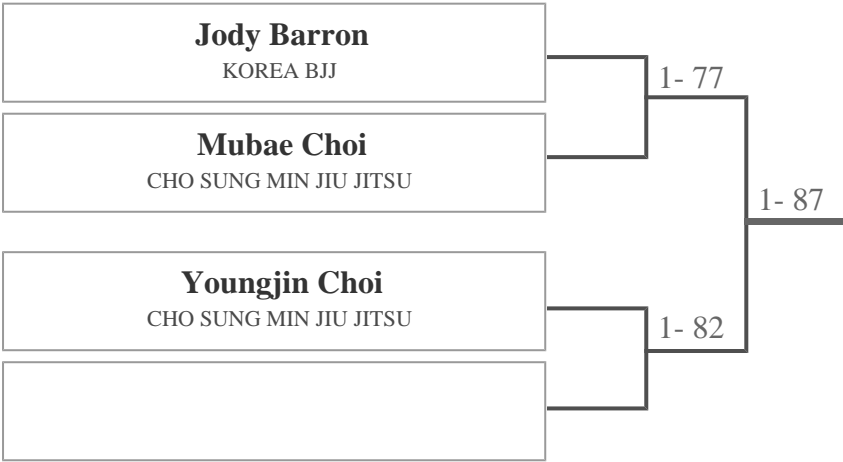 Jody Barron
KOREA BJJ
1- 77
Mubae Choi
CHO SUNG MIN JIU JITSU
1- 87
Youngjin Choi
CHO SUNG MIN JIU JITSU
1- 82